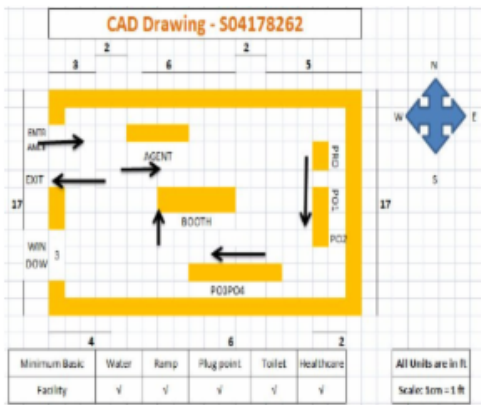 CAD Drawing - S04178262
2 2
3 6 5
N
W E
S
ENTR
ANCE
AGENT
PRO
EXIT
PO1
17 17
BOOTH
PO2
WIN
DOW
3
PO3PO4
4 6 2
Minimum Basic Water Ramp Plug point Toilet Healthcare
Facility √ √ √ √ √
All Units are in ft
Scale: 1cm = 1 ft